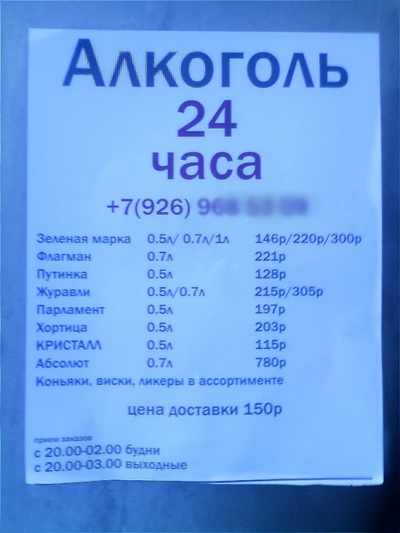 Алкоголь
24
часа
+7(926)
Зеленая марка 0.5л/ 0.7л/1л 146р/220р/300р
Флагман 0.7л 221р
Путинка 0.5л 128р
Журавли 0.5л/0.7л 215р/305р
Парламент 0.5л 197р
Хортица 0.5л 203р
КРИСТАЛЛ 0.5л 115р
Абсолют 0.7л 780р
Коньяки, виски, ликеры в ассортименте
цена доставки 150р
прием заказов
с 20.00-02.00 будни
с 20.00-03.00 выходные